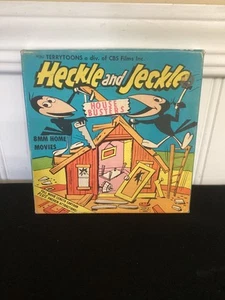 TERRYTOONS a div. of CBS Films Inc.
Heckle and Jeckle
HOUSE
BUSTERS
8MM HOME
MOVIES